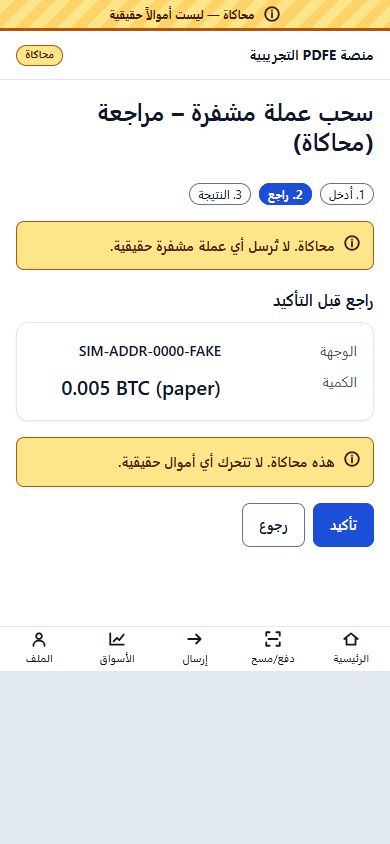 محاكاة — ليست أموالاً حقيقية
منصة PDFE التجريبية
محاكاة
سحب عملة مشفرة – مراجعة
(محاكاة)
1. أدخل
2. راجع
3. النتيجة
محاكاة. لا تُرسل أي عملة مشفرة حقيقية.
راجع قبل التأكيد
الوجهة SIM-ADDR-0000-FAKE
الكمية 0.005 BTC (paper)
هذه محاكاة. لا تتحرك أي أموال حقيقية.
تأكيد
رجوع
الرئيسية
دفع/مسح
إرسال
الأسواق
الملف